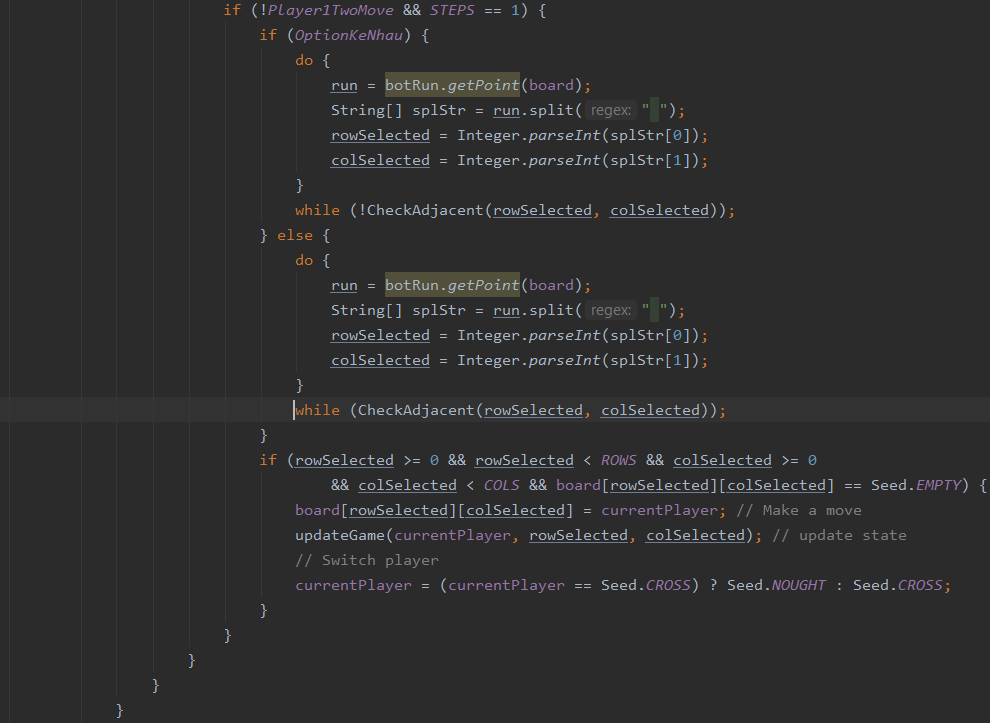 if (!Player1TwoMove && STEPS == 1) {
if (OptionKeNhau) {
do {
run = botRun.getPoint(board);
String[] splStr = run.split( regex: " ");
rowSelected = Integer.parseInt(splStr[0]);
colSelected = Integer.parseInt(splStr[1]);
}
while (!CheckAdjacent(rowSelected, colSelected));
} else {
do {
run = botRun.getPoint(board);
String[] splStr = run.split( regex: " ");
rowSelected = Integer.parseInt(splStr[0]);
colSelected = Integer.parseInt(splStr[1]);
}
while (CheckAdjacent(rowSelected, colSelected));
}
if (rowSelected >= 0 && rowSelected < ROWS && colSelected >= 0
&& colSelected < COLS && board[rowSelected][colSelected] == Seed.EMPTY) {
board[rowSelected][colSelected] = currentPlayer; // Make a move
updateGame(currentPlayer, rowSelected, colSelected); // update state
// Switch player
currentPlayer = (currentPlayer == Seed.CROSS) ? Seed.NOUGHT : Seed.CROSS;
}
}
}
}
}